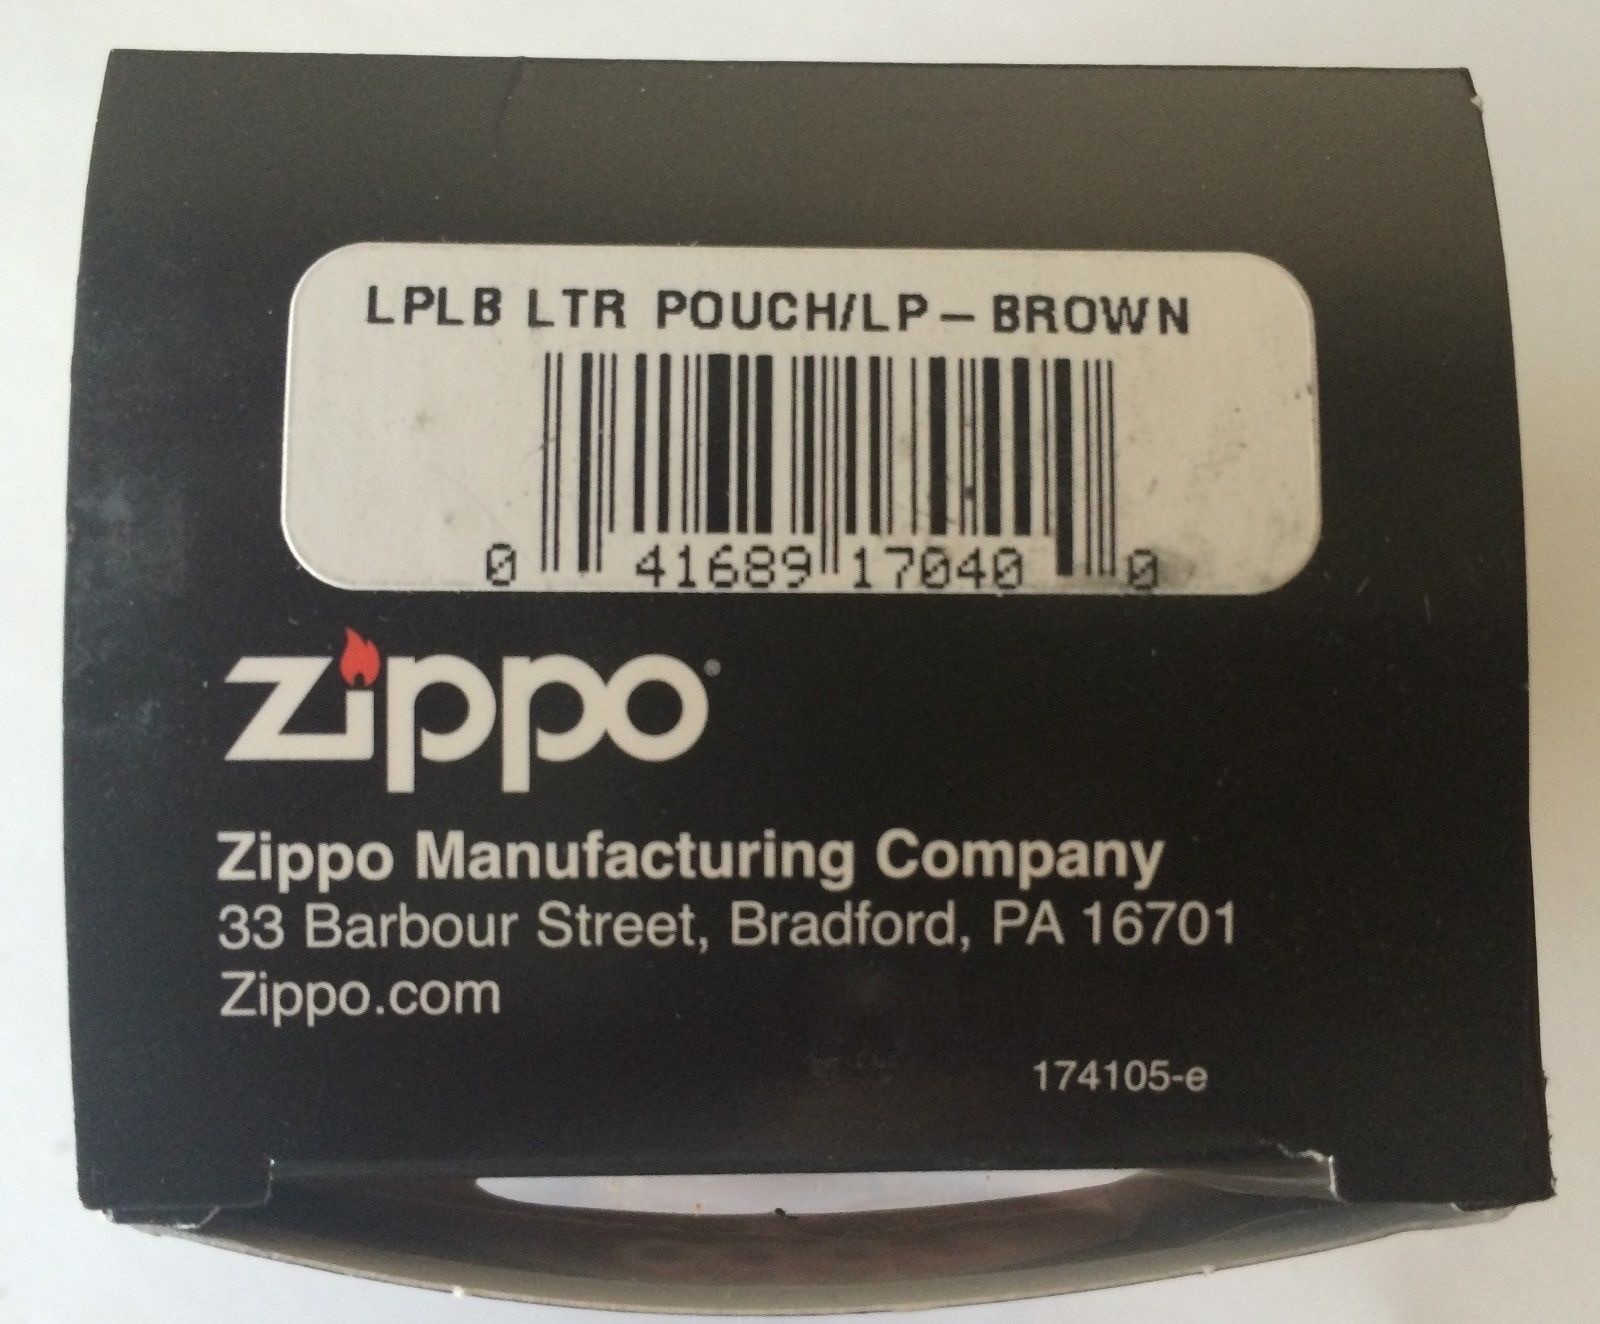 LPLB LTR POUCH/LP – BROWN
0 41689 17040 0
zippo®
Zippo Manufacturing Company
33 Barbour Street, Bradford, PA 16701
Zippo.com
174105-e